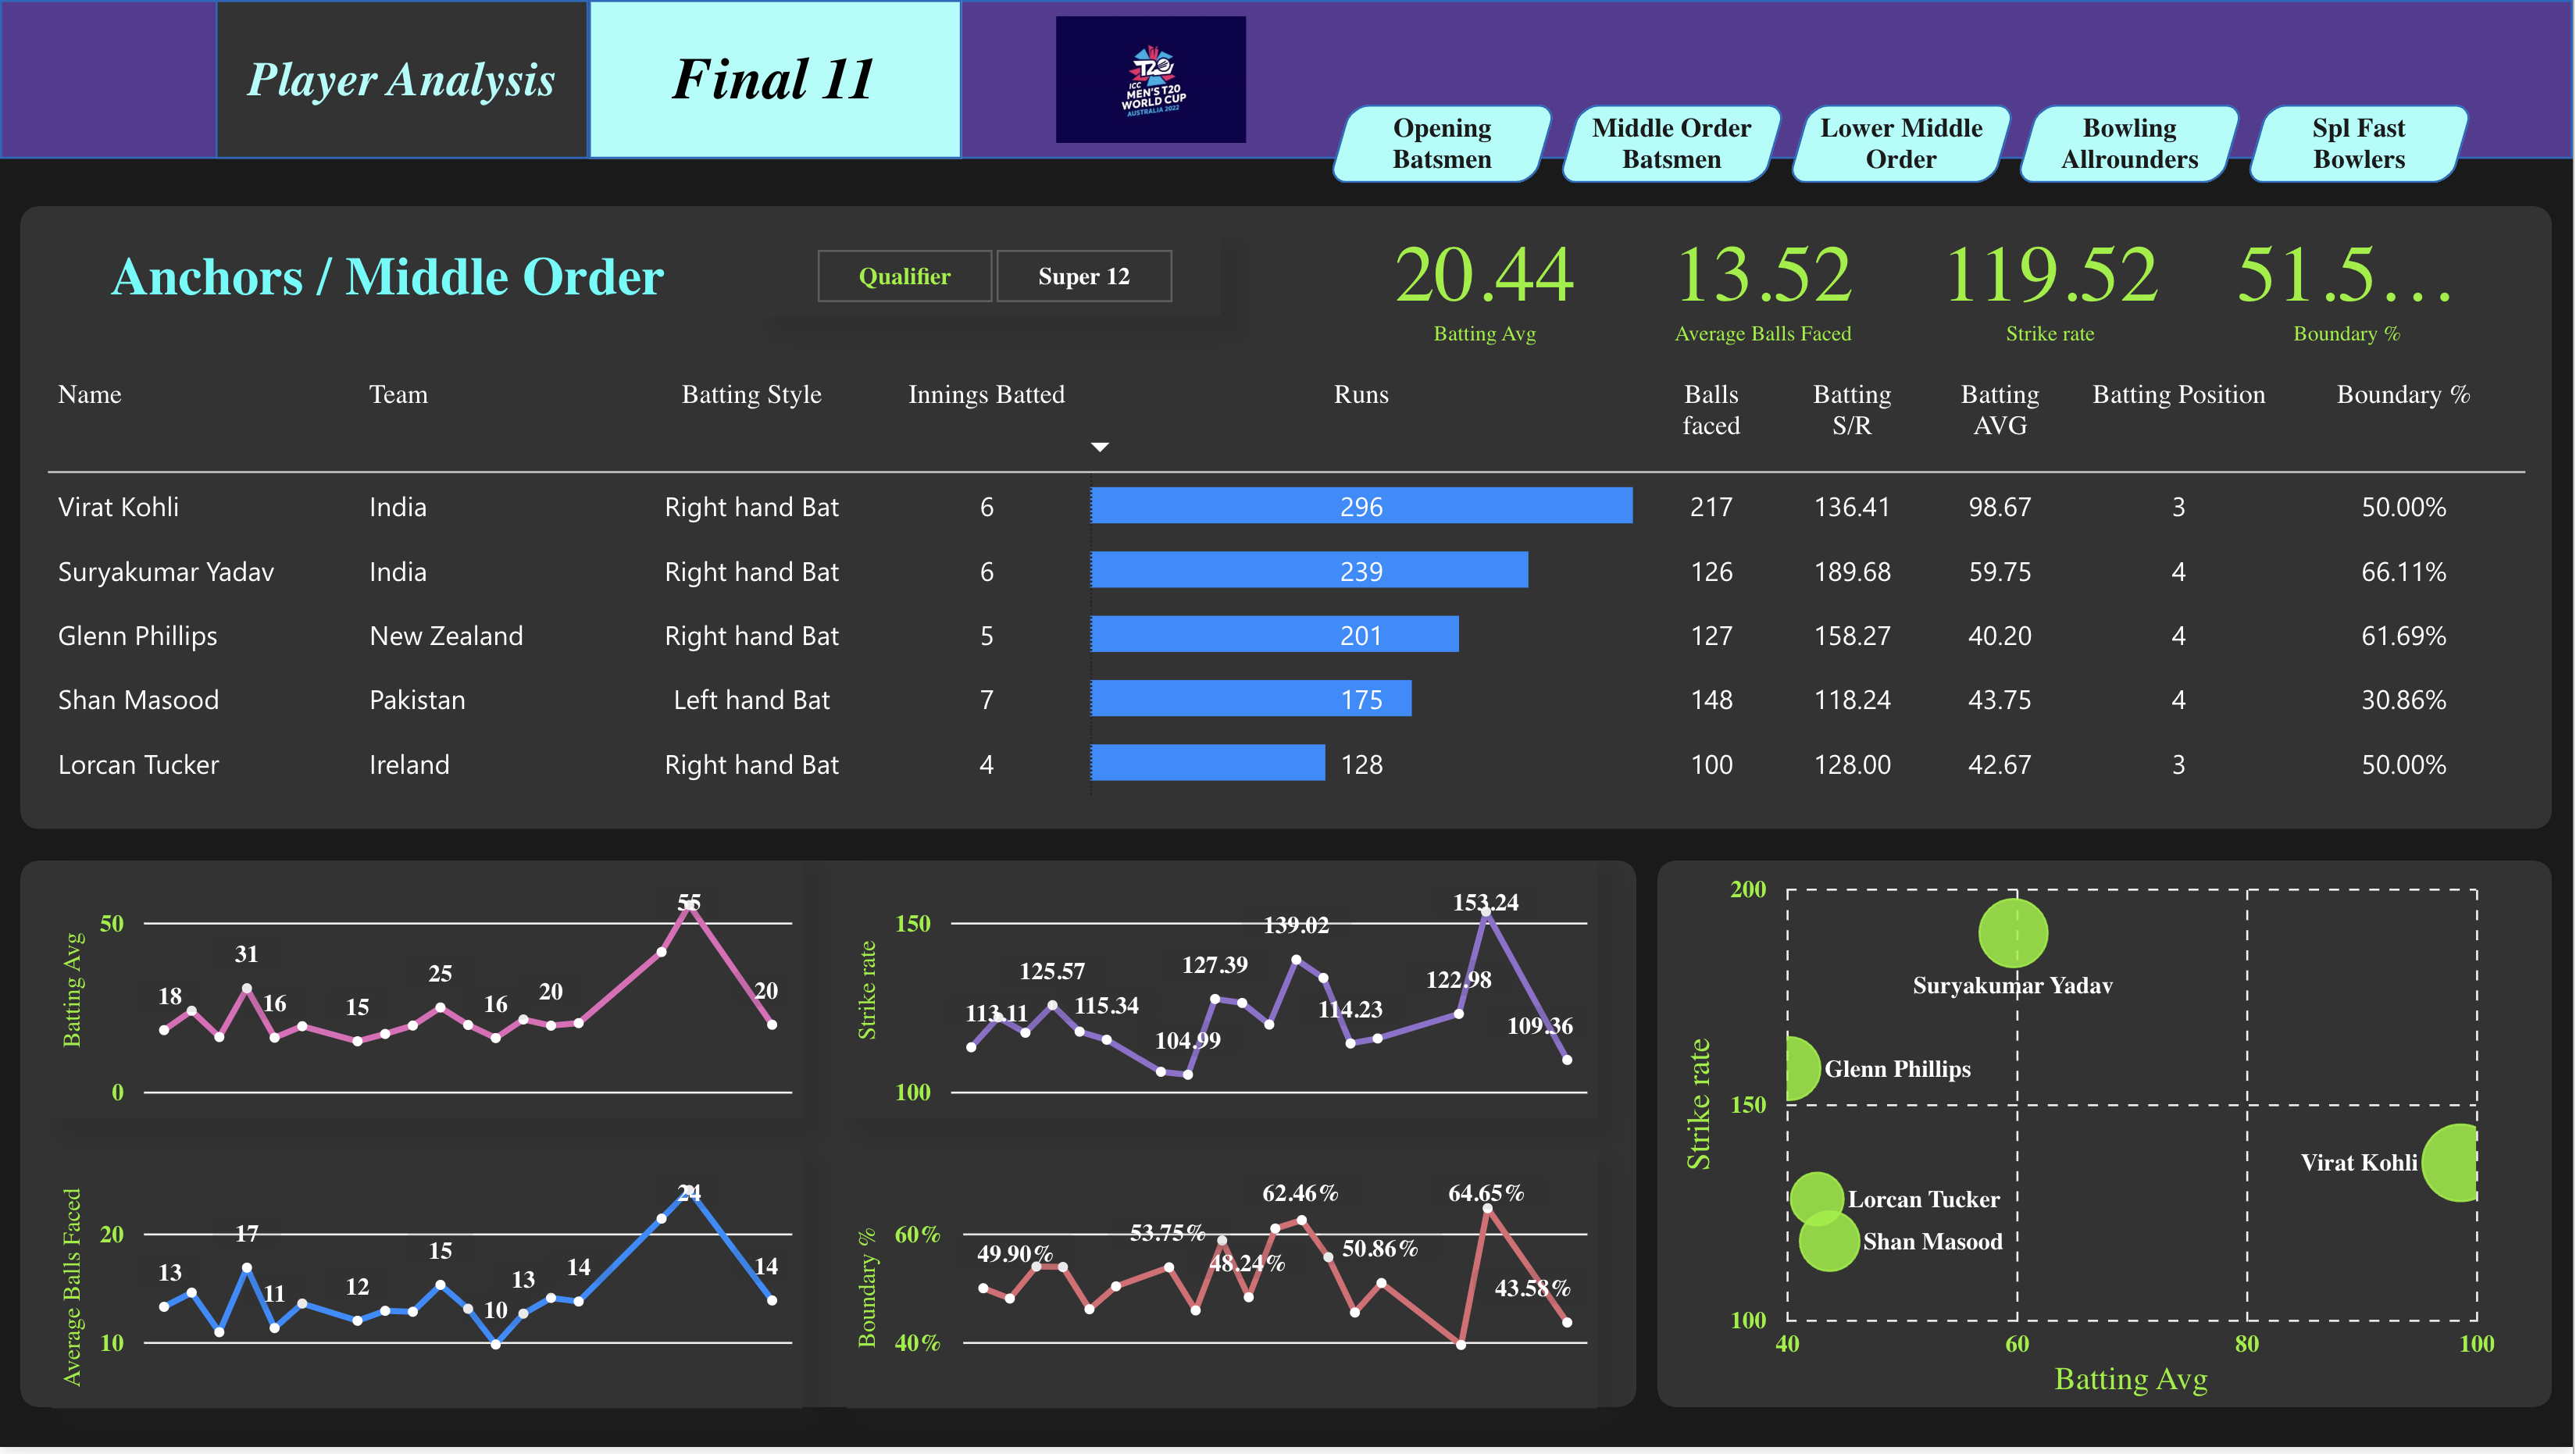 Player Analysis
Final 11
T20
ICC
MEN'S T20
WORLD CUP
AUSTRALIA 2022
Opening
Batsmen
Middle Order
Batsmen
Lower Middle
Order
Bowling
Allrounders
Spl Fast
Bowlers
Anchors / Middle Order
Qualifier
Super 12
20.44
Batting Avg
13.52
Average Balls Faced
119.52
Strike rate
51.5...
Boundary %
Name Team Batting Style Innings Batted Runs Balls faced Batting S/R Batting AVG Batting Position Boundary %
Virat Kohli India Right hand Bat 6 296 217 136.41 98.67 3 50.00%
Suryakumar Yadav India Right hand Bat 6 239 126 189.68 59.75 4 66.11%
Glenn Phillips New Zealand Right hand Bat 5 201 127 158.27 40.20 4 61.69%
Shan Masood Pakistan Left hand Bat 7 175 148 118.24 43.75 4 30.86%
Lorcan Tucker Ireland Right hand Bat 4 128 100 128.00 42.67 3 50.00%
Batting Avg
50
0
18
31
16
15
25
16
20
55
20
Strike rate
150
100
113.11
125.57
115.34
104.99
127.39
139.02
114.23
122.98
153.24
109.36
Average Balls Faced
20
10
13
17
11
12
15
10
13
14
24
14
Boundary %
60%
40%
49.90%
53.75%
48.24%
62.46%
50.86%
64.65%
43.58%
Strike rate
200
150
100
Suryakumar Yadav
Glenn Phillips
Virat Kohli
Lorcan Tucker
Shan Masood
40
60
80
100
Batting Avg